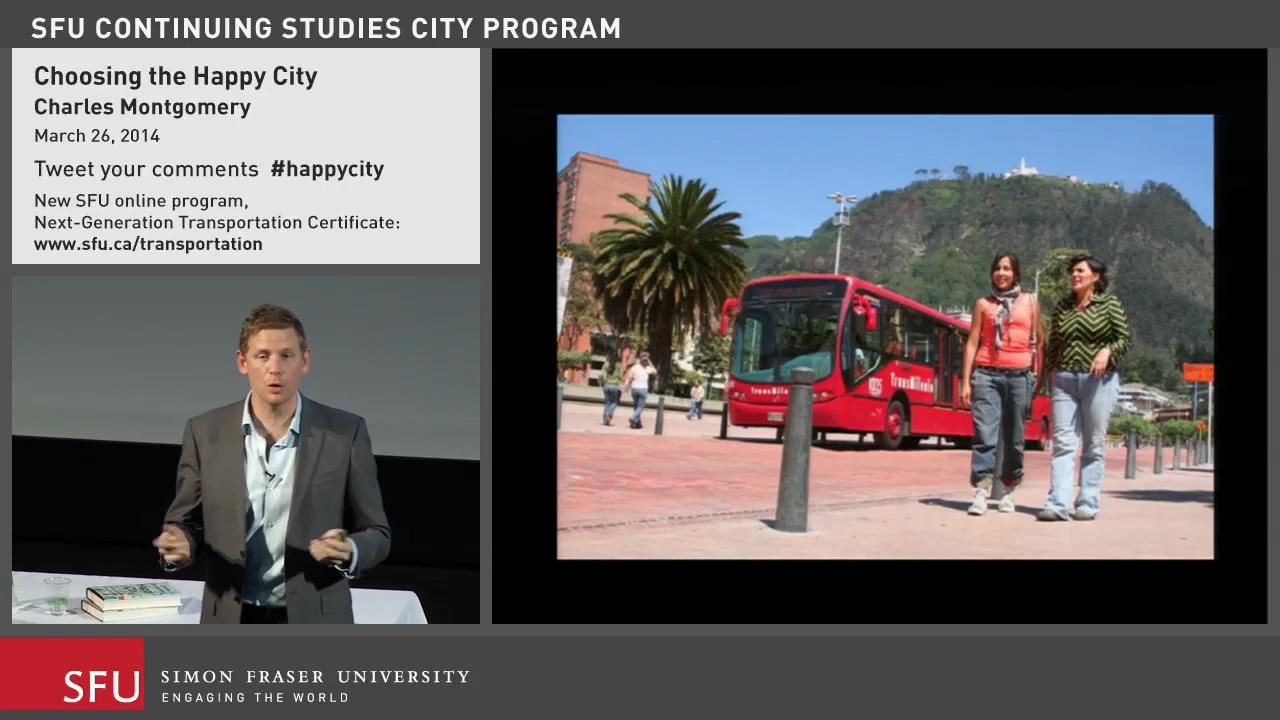 SFU CONTINUING STUDIES CITY PROGRAM
Choosing the Happy City
Charles Montgomery
March 26, 2014
Tweet your comments #happycity
New SFU online program,
Next-Generation Transportation Certificate:
www.sfu.ca/transportation
TransMilenio
SFU
SIMON FRASER UNIVERSITY
ENGAGING THE WORLD